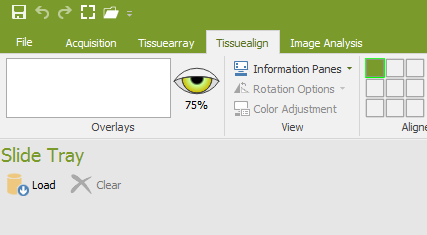 File Acquisition Tissuearray Tissuealign Image Analysis
Information Panes
Rotation Options
75%
Color Adjustment
Overlays View
Slide Tray
Load Clear